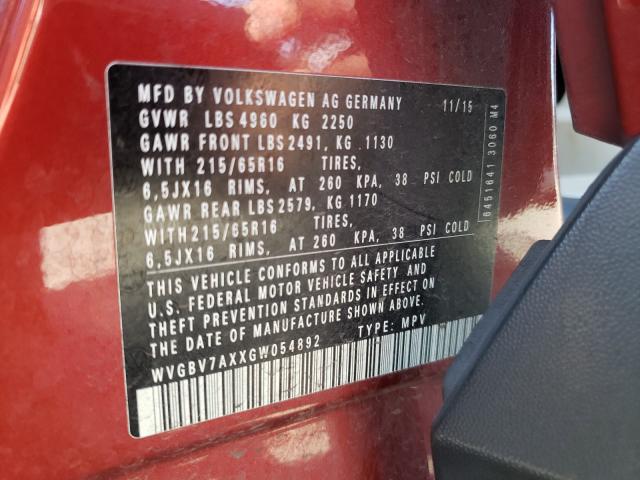 MFD BY VOLKSWAGEN AG GERMANY 11/15
GVWR LBS 4960 KG 2250
GAWR FRONT LBS 2491, KG 1130
WITH 215/65R16 TIRES,
6,5JX16 RIMS, AT 260 KPA, 38 PSI COLD
GAWR REAR LBS 2579, KG 1170
WITH 215/65R16 TIRES,
6,5JX16 RIMS, AT 260 KPA, 38 PSI COLD
THIS VEHICLE CONFORMS TO ALL APPLICABLE
U.S. FEDERAL MOTOR VEHICLE SAFETY AND
THEFT PREVENTION STANDARDS IN EFFECT ON
THE DATE OF MANUFACTURE SHOWN ABOVE.
WVGBV7AXXGW054892 TYPE: MPV
6451641 3060 M4